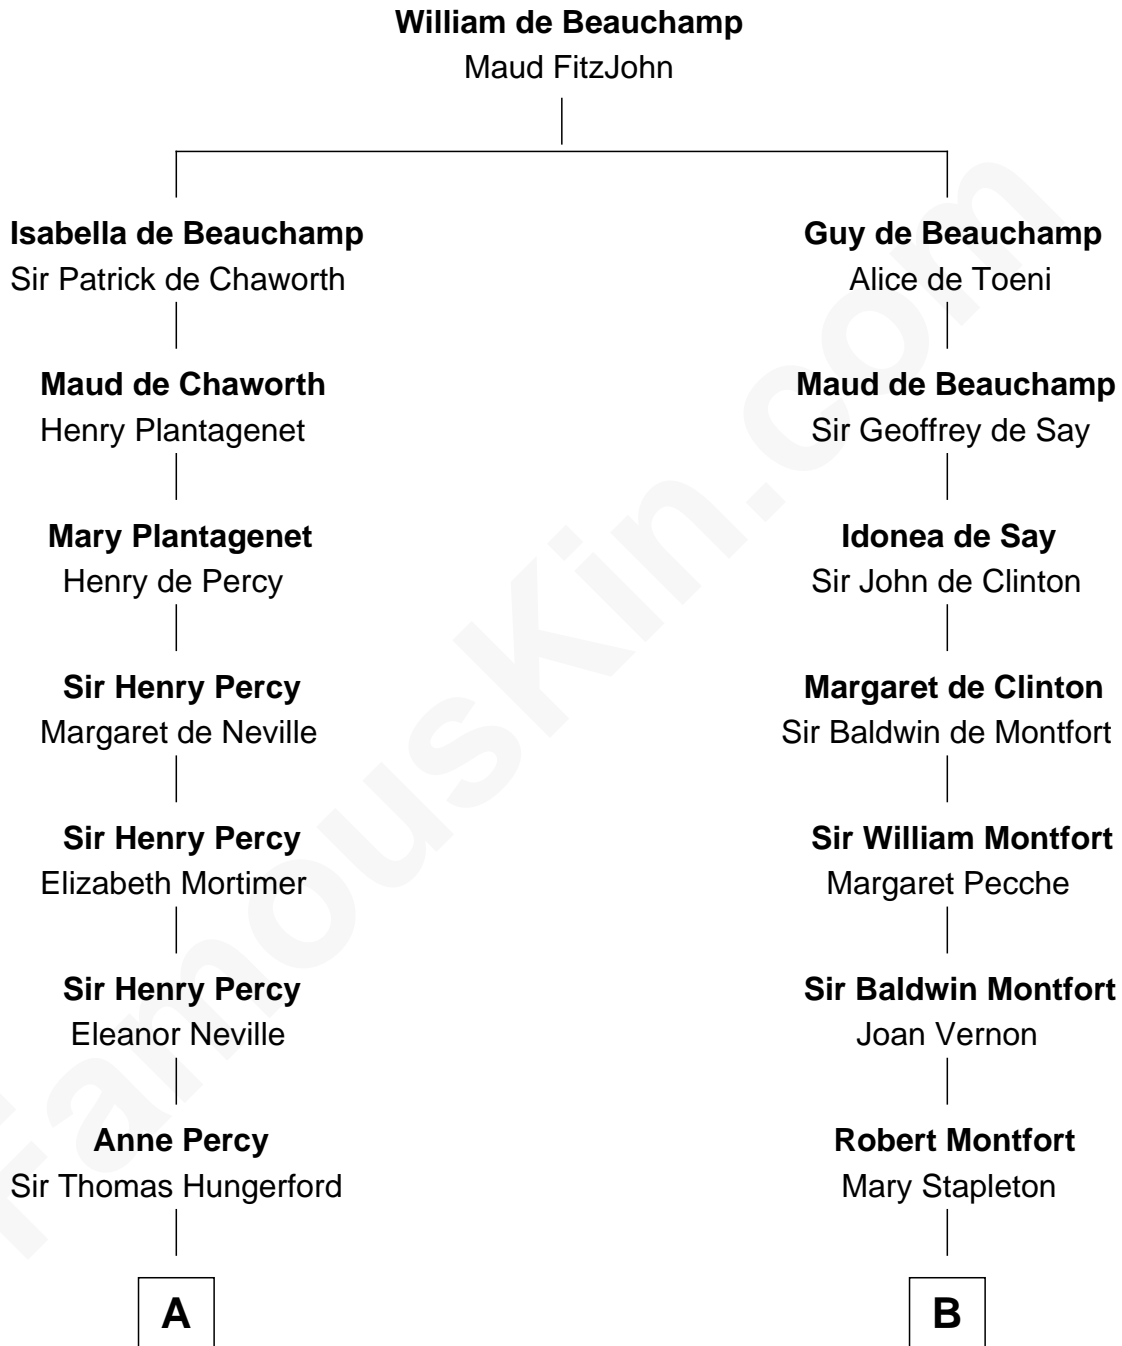 William de Beauchamp
Maud FitzJohn
Isabella de Beauchamp
Sir Patrick de Chaworth
Guy de Beauchamp
Alice de Toeni
Maud de Chaworth
Henry Plantagenet
Maud de Beauchamp
Sir Geoffrey de Say
Mary Plantagenet
Henry de Percy
Idonea de Say
Sir John de Clinton
Sir Henry Percy
Margaret de Neville
Margaret de Clinton
Sir Baldwin de Montfort
Sir Henry Percy
Elizabeth Mortimer
Sir William Montfort
Margaret Pecche
Sir Henry Percy
Eleanor Neville
Sir Baldwin Montfort
Joan Vernon
Anne Percy
Sir Thomas Hungerford
Robert Montfort
Mary Stapleton
A
B
FamousKin.com